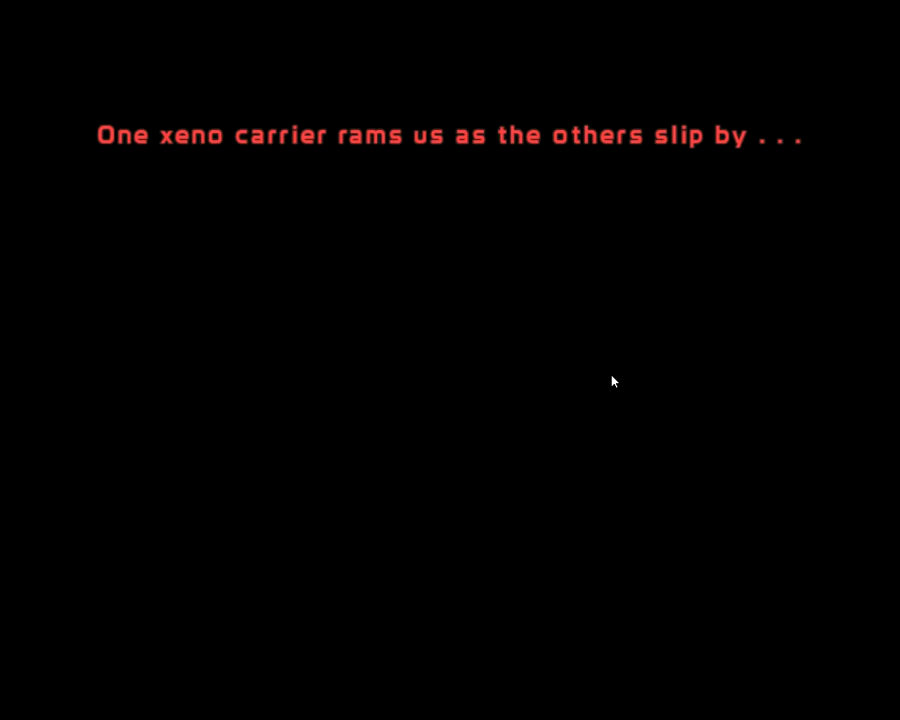 One xeno carrier rams us as the others slip by . . .